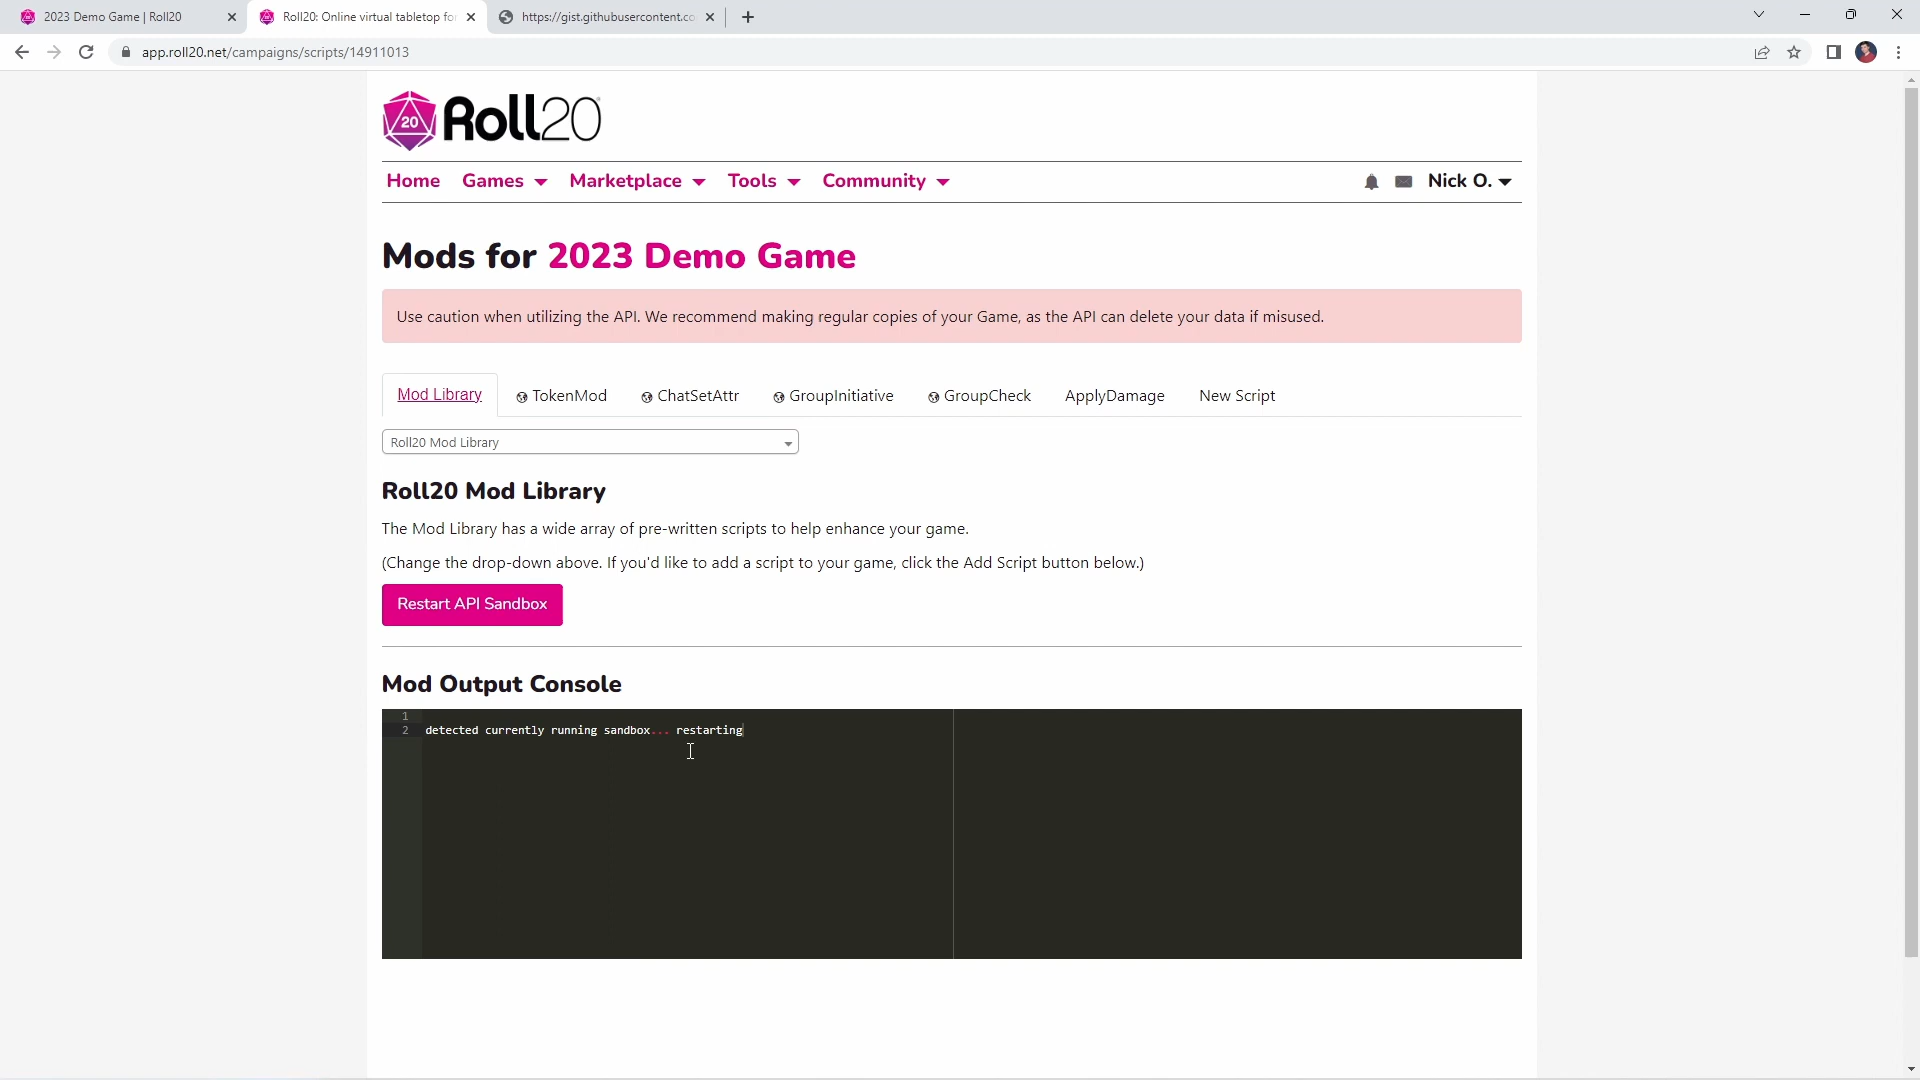 2023 Demo Game | Roll20
Roll20: Online virtual tabletop for
https://gist.githubusercontent.co
app.roll20.net/campaigns/scripts/14911013
20
Roll20
Home
Games
Marketplace
Tools
Community
Nick O.
Mods for 2023 Demo Game
Use caution when utilizing the API. We recommend making regular copies of your Game, as the API can delete your data if misused.
Mod Library
TokenMod
ChatSetAttr
GroupInitiative
GroupCheck
ApplyDamage
New Script
Roll20 Mod Library
Roll20 Mod Library
The Mod Library has a wide array of pre-written scripts to help enhance your game.
(Change the drop-down above. If you'd like to add a script to your game, click the Add Script button below.)
Restart API Sandbox
Mod Output Console
1
2 detected currently running sandbox... restarting